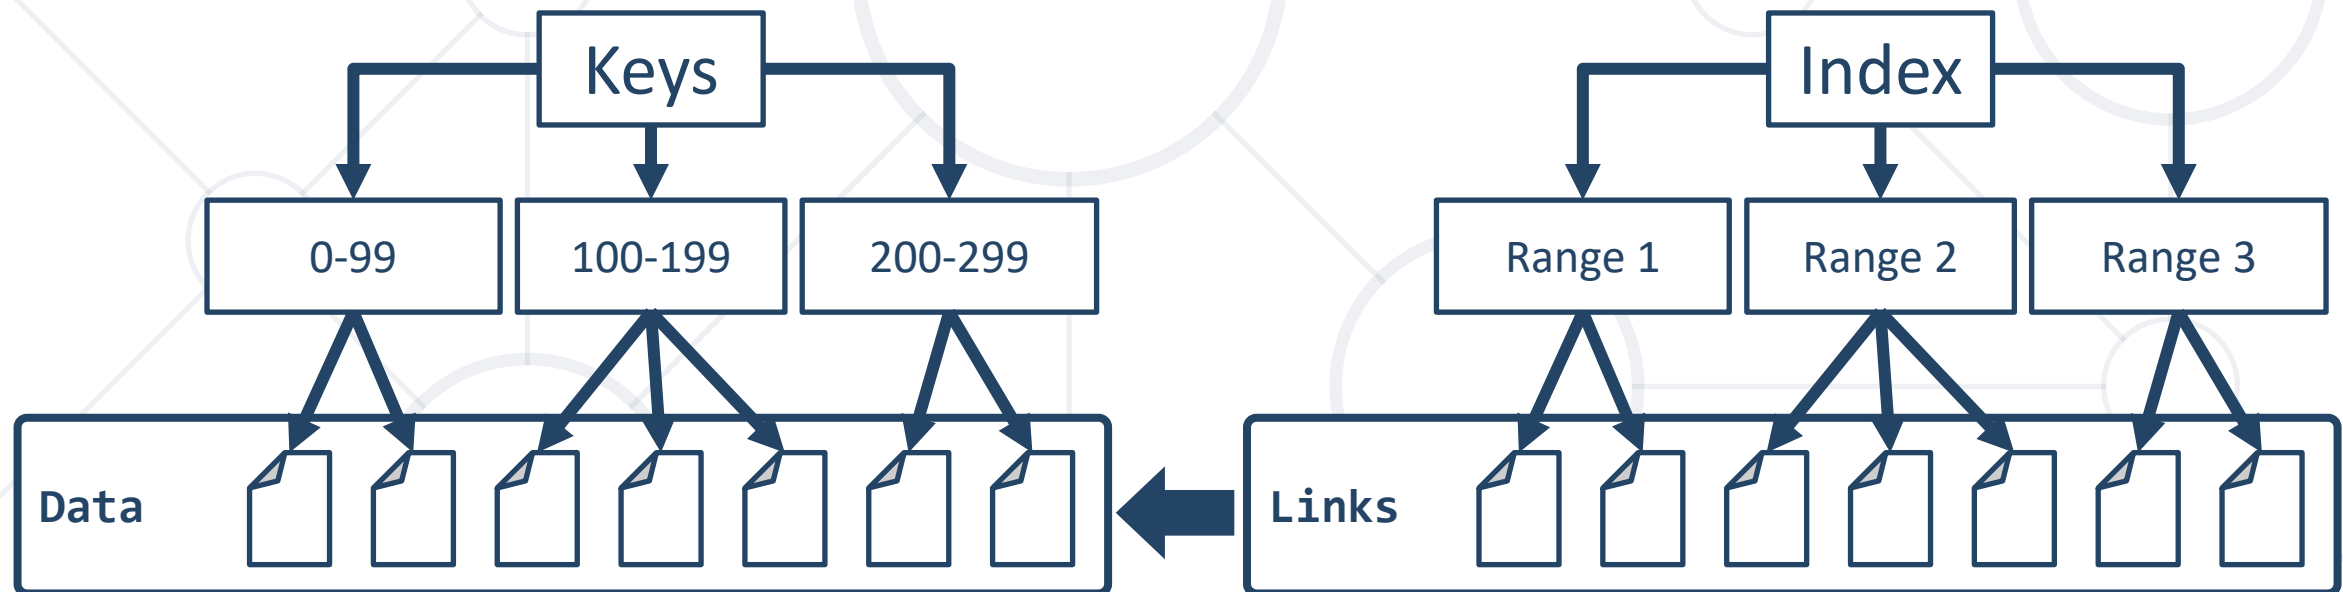 Keys
0-99
100-199
200-299
Data
Index
Range 1
Range 2
Range 3
Links